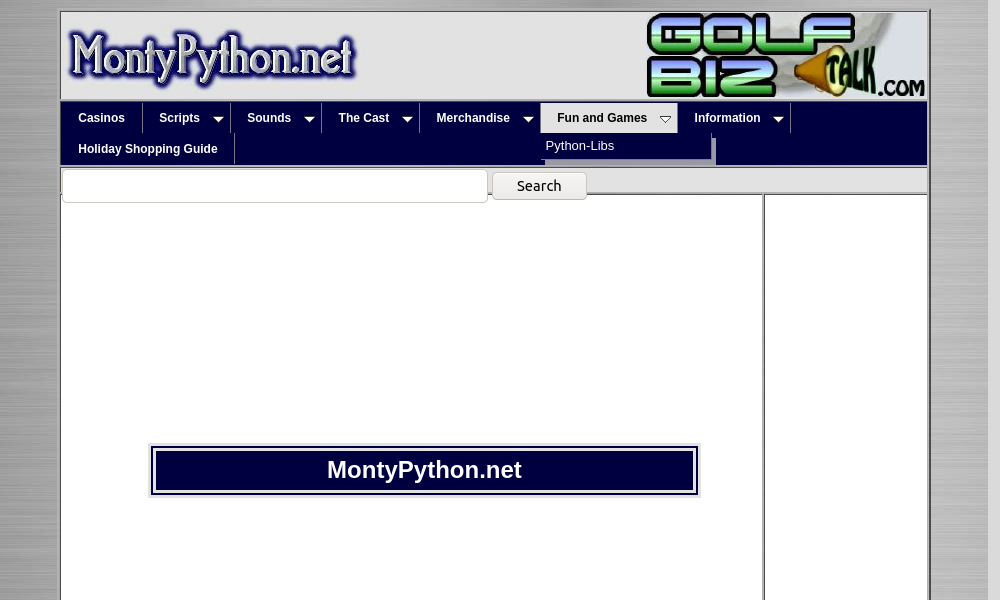 MontyPython.net
GOLF
BIZ TALK.com
Casinos Scripts Sounds The Cast Merchandise Fun and Games Information
Holiday Shopping Guide
Python-Libs
Search
MontyPython.net